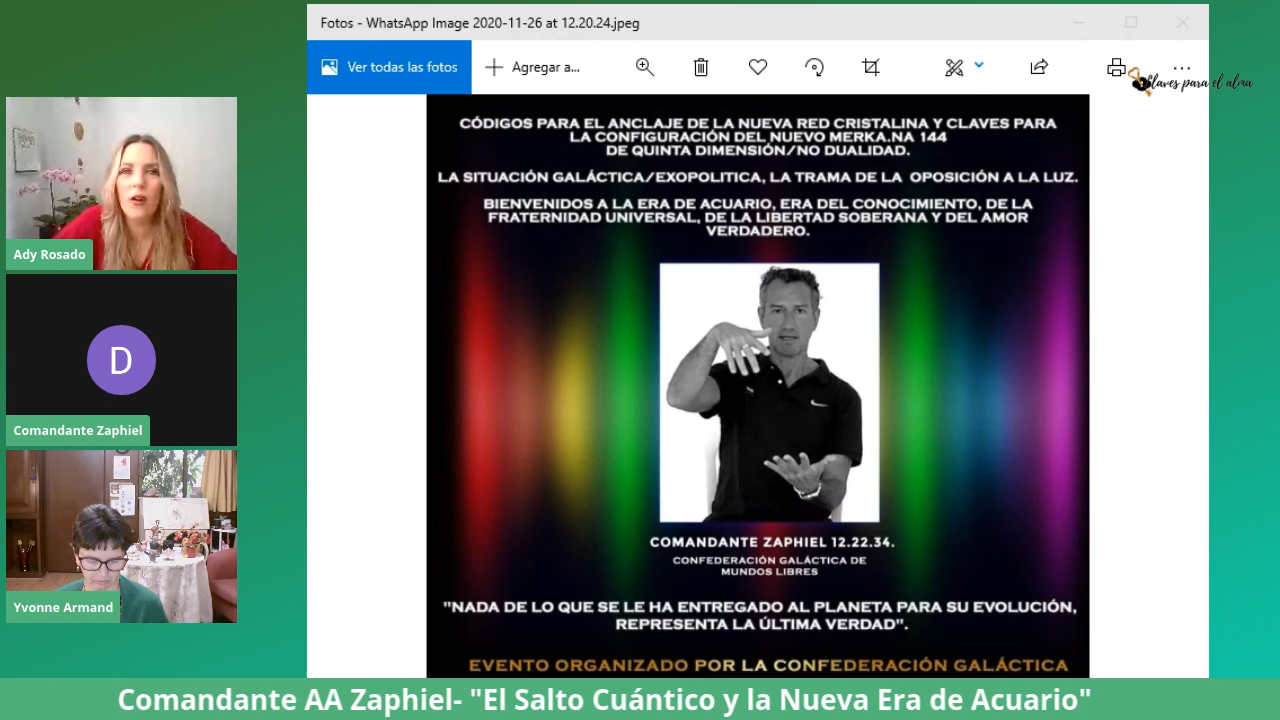 Fotos - WhatsApp Image 2020-11-26 at 12.20.24.jpeg
Ver todas las fotos
Agregar a...
Claves para el alma
CÓDIGOS PARA EL ANCLAJE DE LA NUEVA RED CRISTALINA Y CLAVES PARA
LA CONFIGURACIÓN DEL NUEVO MERKA.NA 144
DE QUINTA DIMENSIÓN/NO DUALIDAD.
LA SITUACIÓN GALÁCTICA/EXOPOLITICA, LA TRAMA DE LA OPOSICIÓN A LA LUZ.
BIENVENIDOS A LA ERA DE ACUARIO, ERA DEL CONOCIMIENTO, DE LA
FRATERNIDAD UNIVERSAL, DE LA LIBERTAD SOBERANA Y DEL AMOR
VERDADERO.
Ady Rosado
D
Comandante Zaphiel
Yvonne Armand
COMANDANTE ZAPHIEL 12.22.34.
CONFEDERACIÓN GALÁCTICA DE
MUNDOS LIBRES
"NADA DE LO QUE SE LE HA ENTREGADO AL PLANETA PARA SU EVOLUCIÓN,
REPRESENTA LA ÚLTIMA VERDAD".
EVENTO ORGANIZADO POR LA CONFEDERACIÓN GALÁCTICA
Comandante AA Zaphiel- "El Salto Cuántico y la Nueva Era de Acuario"